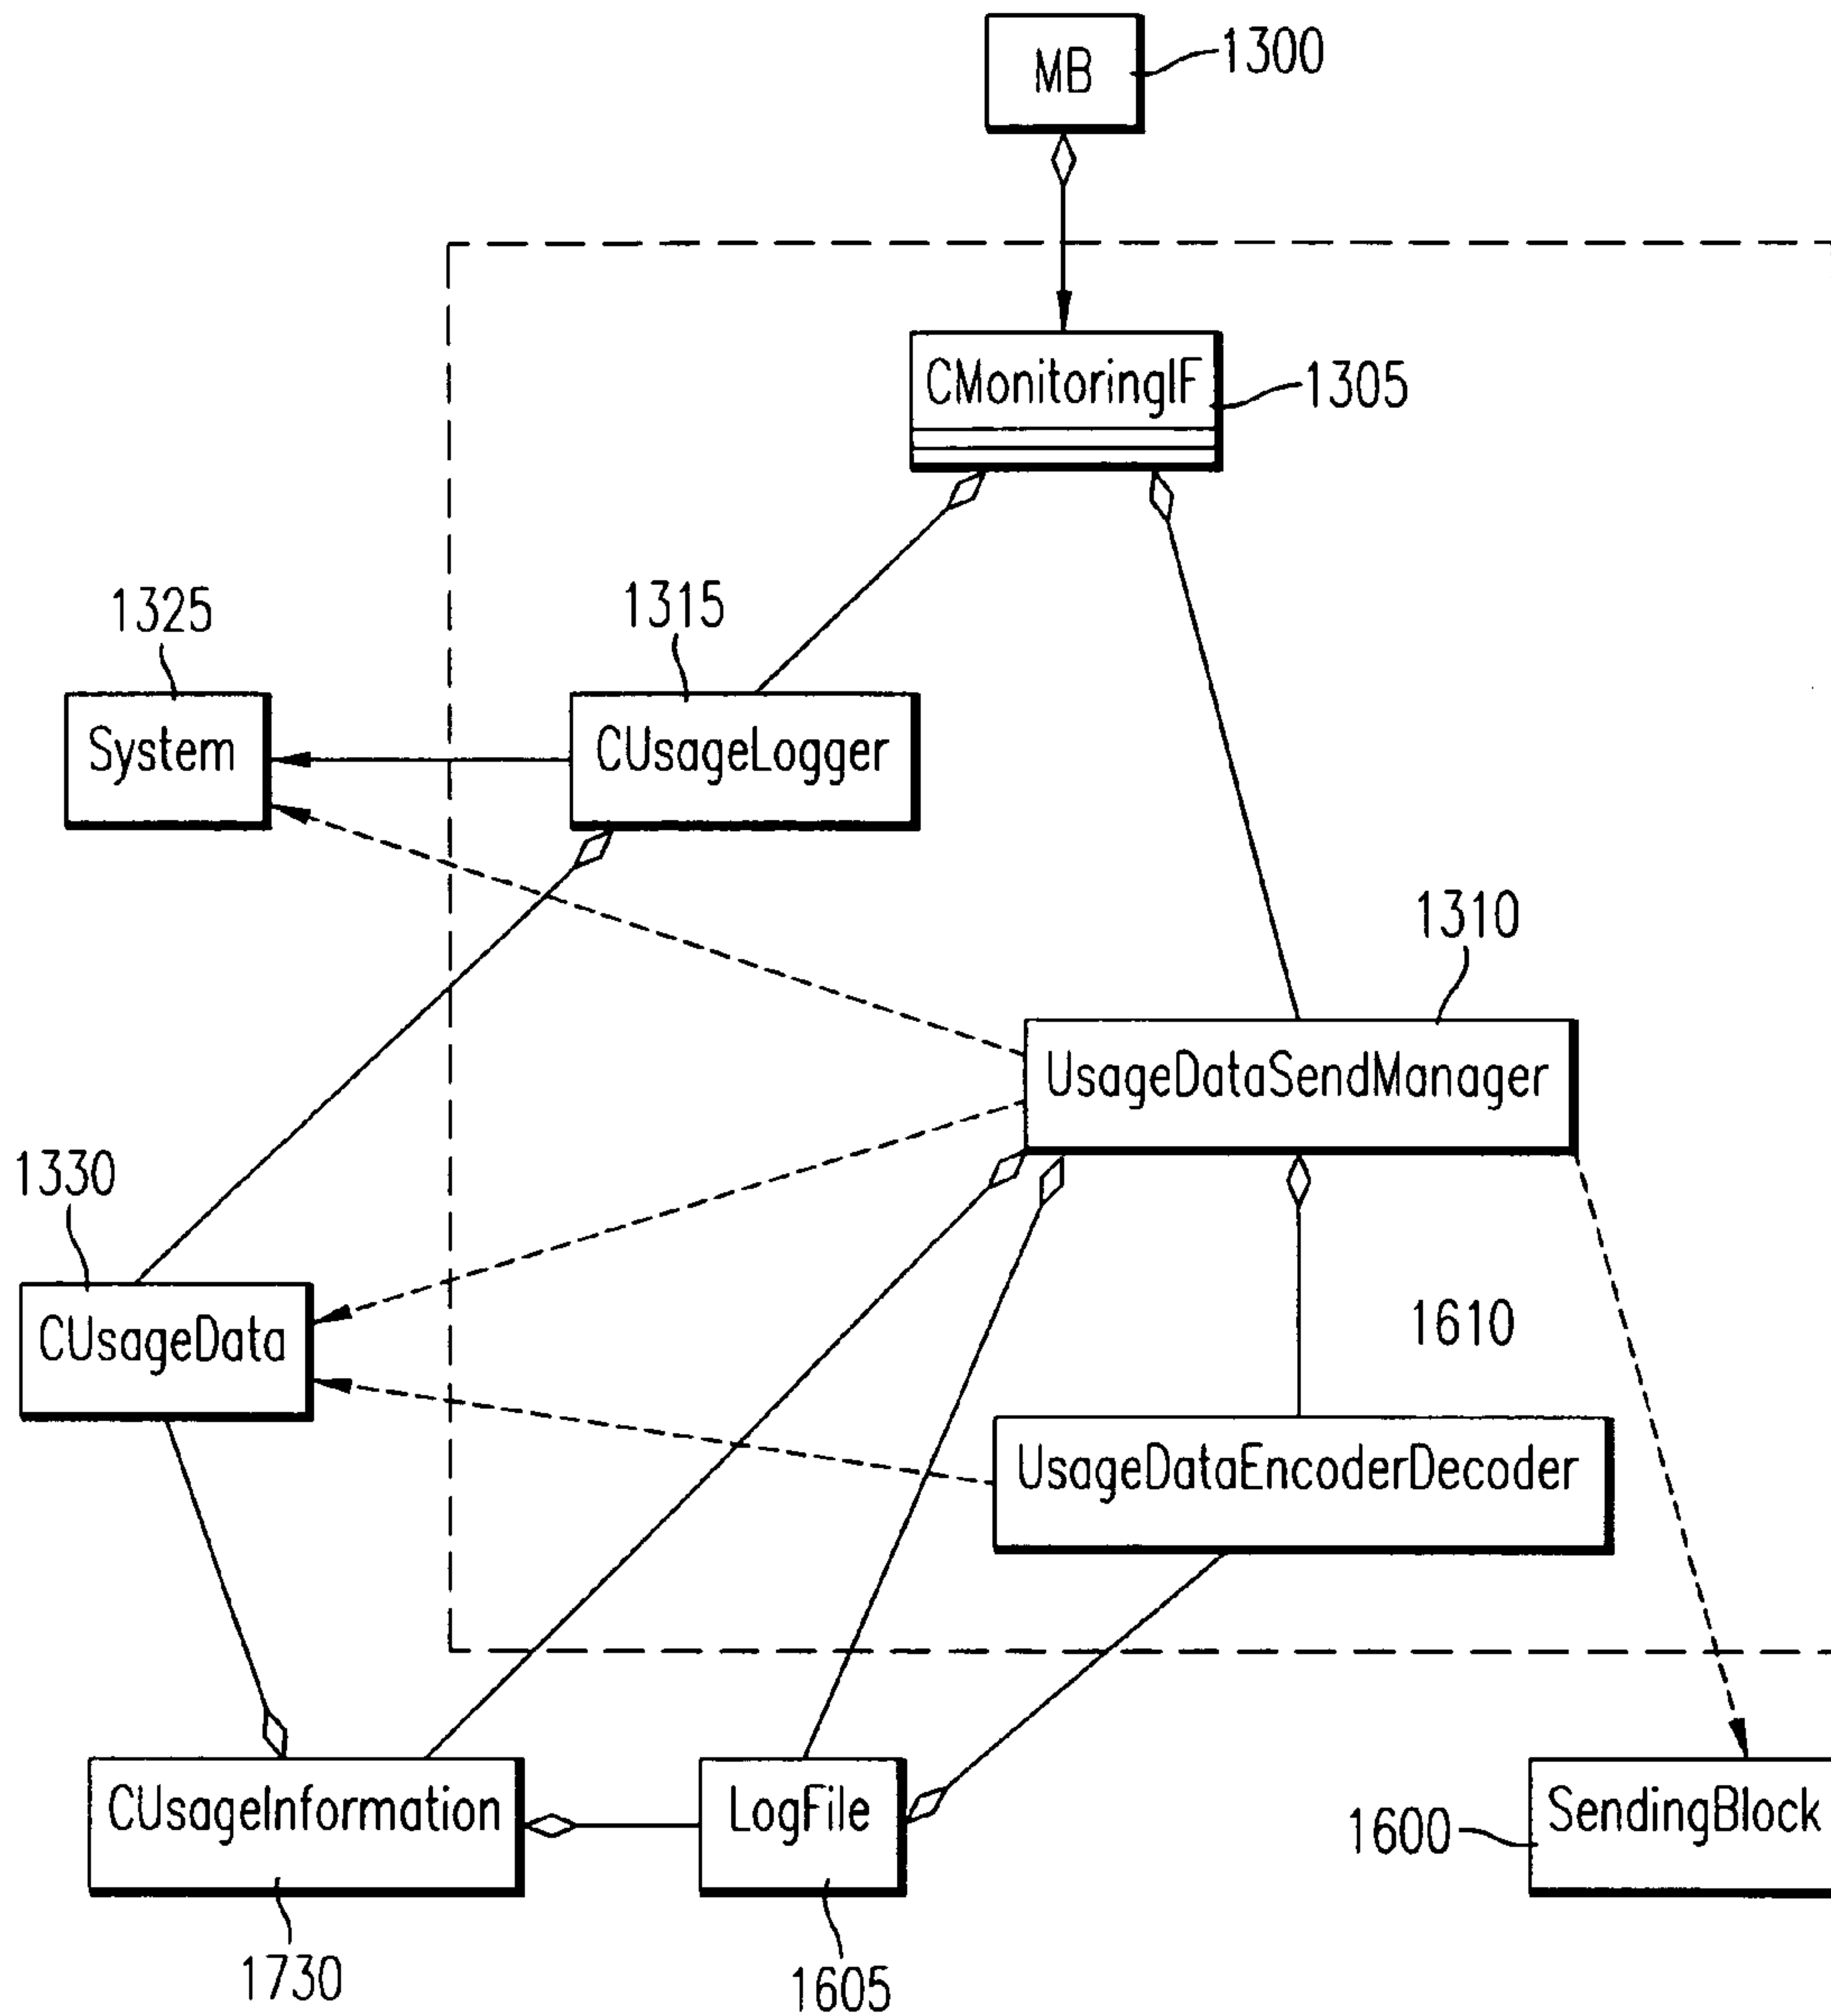 MB
1300
CMonitoringIF
1305
1325
1315
System
CUsageLogger
1310
UsageDataSendManager
1330
CUsageData
1610
UsageDataEncoderDecoder
CUsageInformation
LogFile
SendingBlock
1600
1730
1605